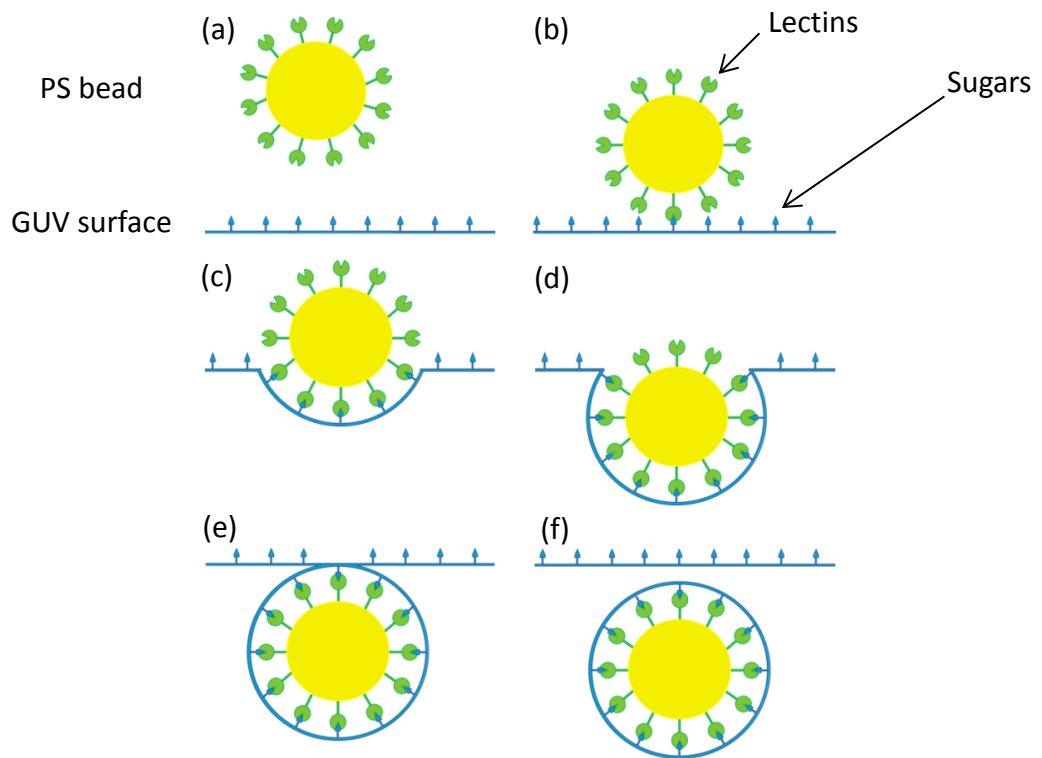 (a)
(b)
Lectins
PS bead
Sugars
GUV surface
(c)
(d)
(e)
(f)